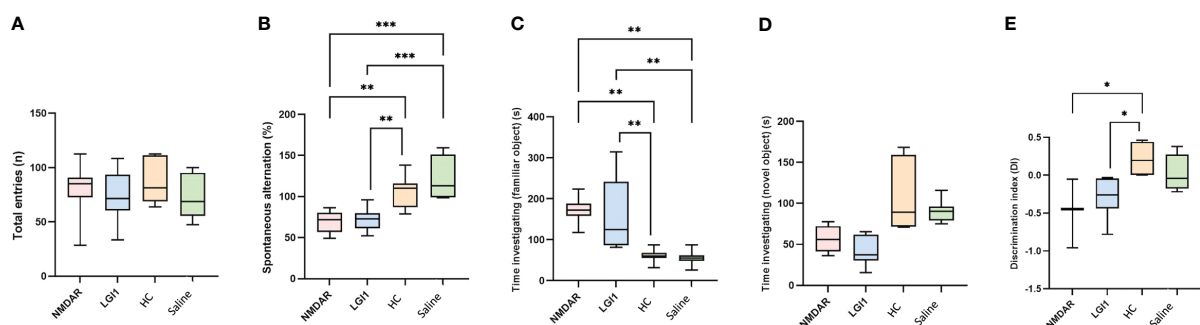 A
Total entries (n)
150
100
50
0
NMDAR
LGI1
HC
Saline
B
Spontaneous alternation (%)
200
150
100
50
0
***
***
**
**
NMDAR
LGI1
HC
Saline
C
Time investigating (familiar object) (s)
400
300
200
100
0
**
**
**
**
NMDAR
LGI1
HC
Saline
D
Time investigating (novel object) (s)
200
150
100
50
0
NMDAR
LGI1
HC
Saline
E
Discrimination index (DI)
0.5
0.0
-0.5
-1.0
-1.5
*
*
NMDAR
LGI1
HC
Saline